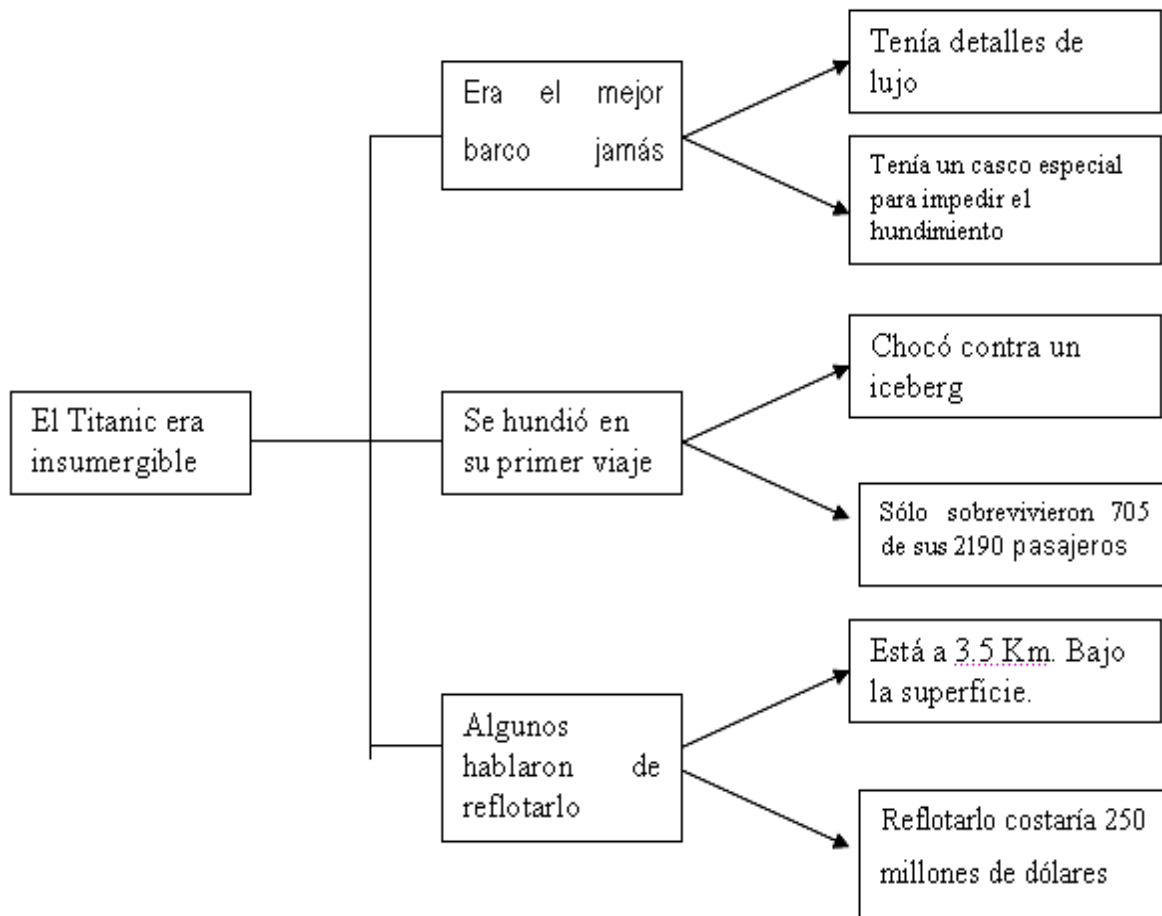 El Titanic era
insumergible
Era el mejor
barco jamás
Tenía detalles de
lujo
Tenía un casco especial
para impedir el
hundimiento
Se hundió en
su primer viaje
Chocó contra un
iceberg
Sólo sobrevivieron 705
de sus 2190 pasajeros
Algunos
hablaron de
reflotarlo
Está a 3.5 Km. Bajo
la superfície.
Reflotarlo costaría 250
millones de dólares